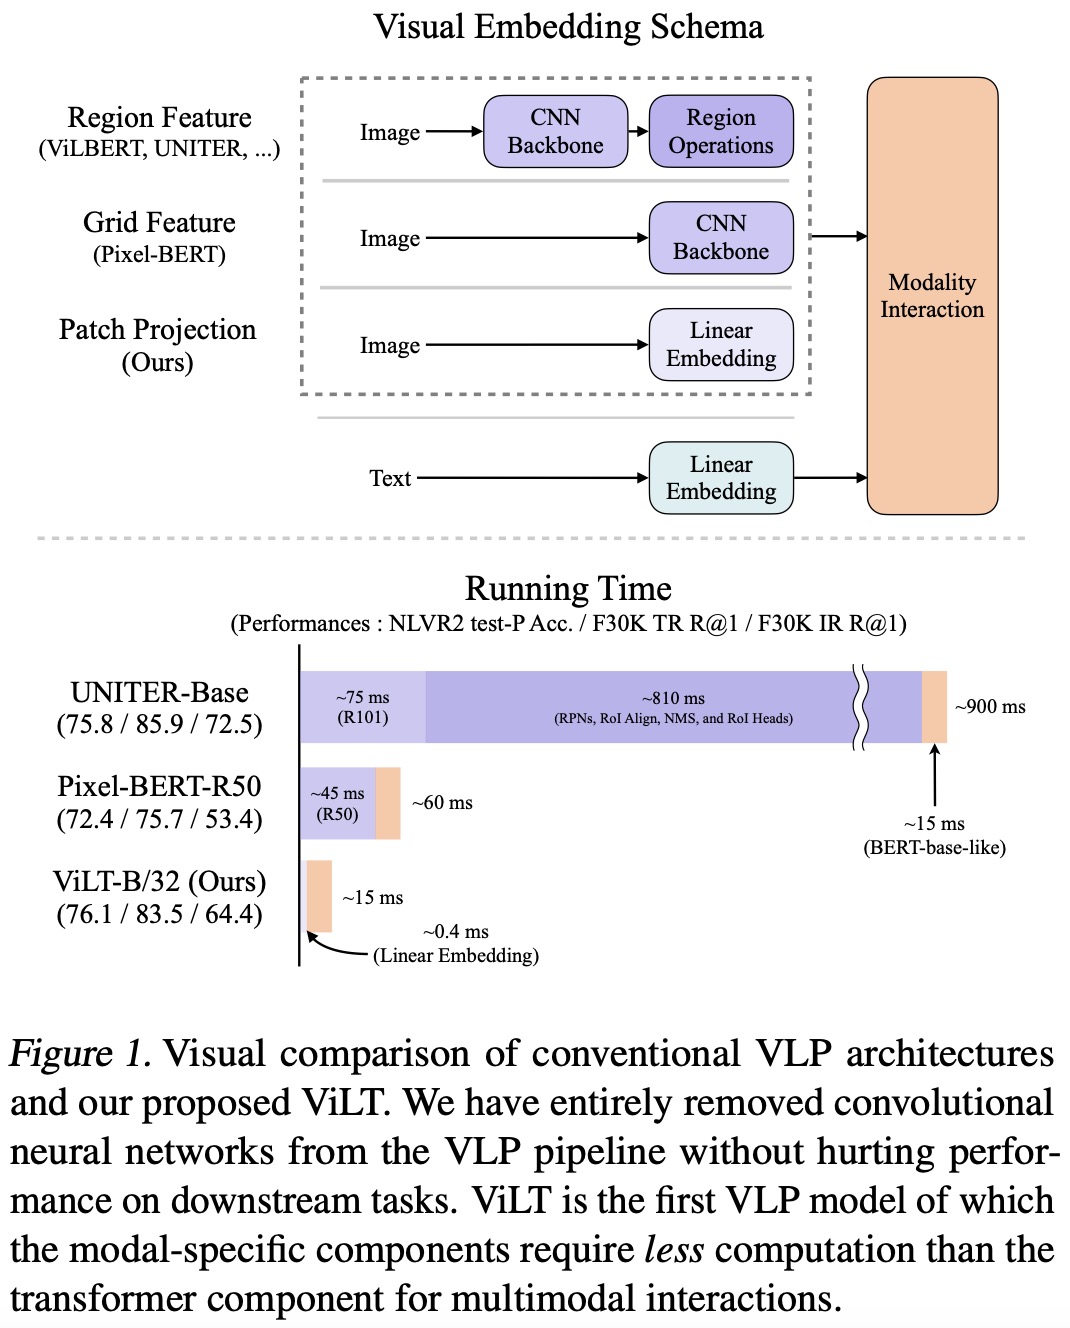 Visual Embedding Schema
Region Feature
(ViLBERT, UNITER, ...)
Image
CNN
Backbone
Region
Operations
Grid Feature
(Pixel-BERT)
Image
CNN
Backbone
Patch Projection
(Ours)
Image
Linear
Embedding
Text
Linear
Embedding
Modality
Interaction
Running Time
(Performances : NLVR2 test-P Acc. / F30K TR R@1 / F30K IR R@1)
UNITER-Base
(75.8 / 85.9 / 72.5)
~75 ms
(R101)
~810 ms
(RPNs, RoI Align, NMS, and RoI Heads)
~900 ms
~15 ms
(BERT-base-like)
Pixel-BERT-R50
(72.4 / 75.7 / 53.4)
~45 ms
(R50)
~60 ms
ViLT-B/32 (Ours)
(76.1 / 83.5 / 64.4)
~15 ms
~0.4 ms
(Linear Embedding)
Figure 1. Visual comparison of conventional VLP architectures
and our proposed ViLT. We have entirely removed convolutional
neural networks from the VLP pipeline without hurting perfor-
mance on downstream tasks. ViLT is the first VLP model of which
the modal-specific components require less computation than the
transformer component for multimodal interactions.